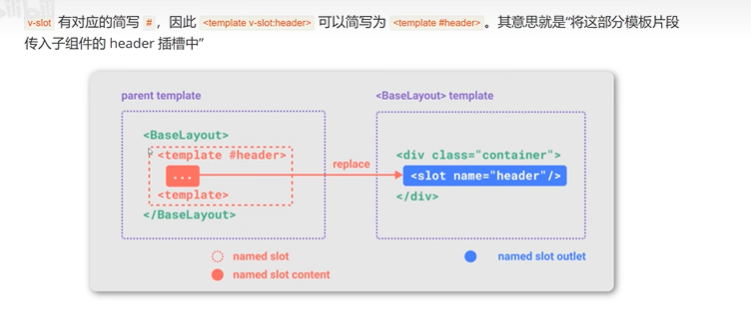 v-slot 有对应的简写 #，因此 <template v-slot:header> 可以简写为 <template #header>。其意思就是“将这部分模板片段
传入子组件的 header 插槽中”
parent template
<BaseLayout> template
<BaseLayout>
<template #header>
...
<template>
</BaseLayout>
replace
<div class="container">
<slot name="header"/>
</div>
named slot
named slot content
named slot outlet